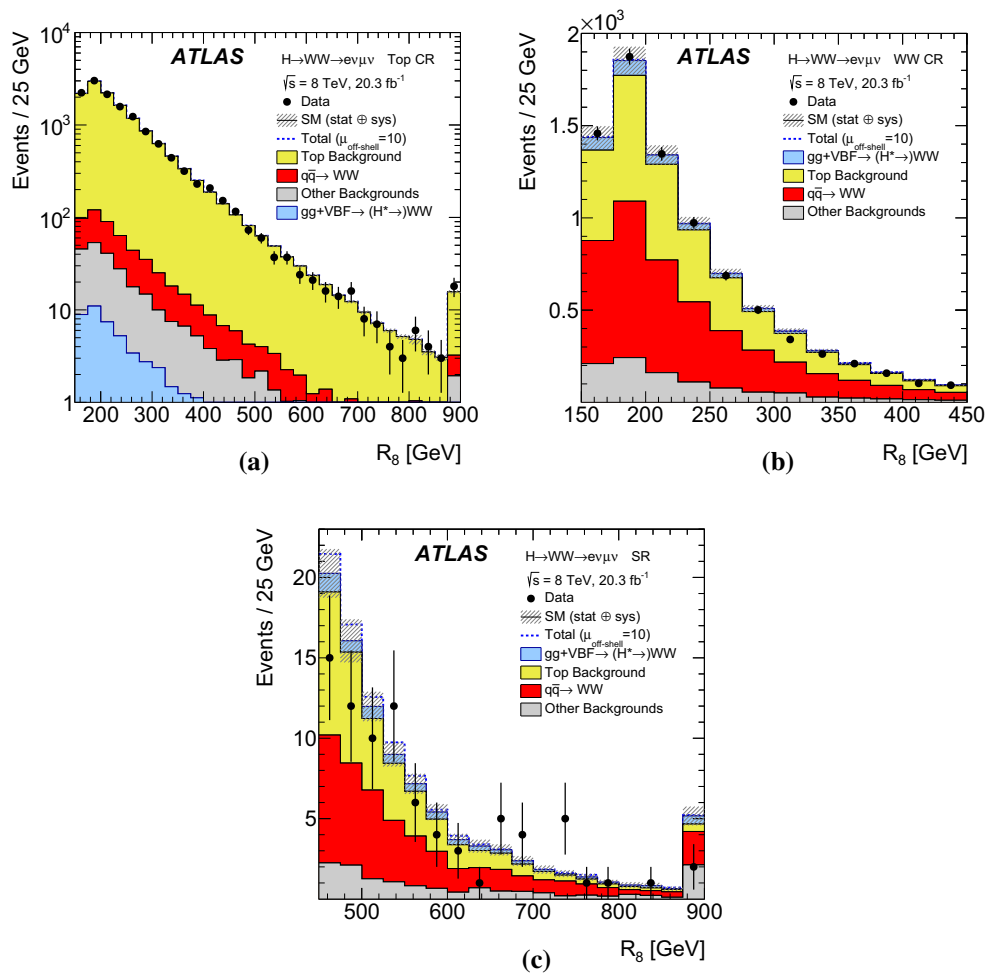 Events / 25 GeV
10⁴
10³
10²
10
1
ATLAS
H→WW→eνμν Top CR
√s = 8 TeV, 20.3 fb⁻¹
Data
SM (stat ⊕ sys)
Total (μoff-shell=10)
Top Background
qq̅→ WW
Other Backgrounds
gg+VBF→ (H*→)WW
200 300 400 500 600 700 800 900
R₈ [GeV]
(a)
×10³
Events / 25 GeV
2
1.5
1
0.5
ATLAS
H→WW→eνμν WW CR
√s = 8 TeV, 20.3 fb⁻¹
Data
SM (stat ⊕ sys)
Total (μoff-shell=10)
gg+VBF→ (H*→)WW
Top Background
qq̅→ WW
Other Backgrounds
150 200 250 300 350 400 450
R₈ [GeV]
(b)
Events / 25 GeV
20
15
10
5
ATLAS
H→WW→eνμν SR
√s = 8 TeV, 20.3 fb⁻¹
Data
SM (stat ⊕ sys)
Total (μoff-shell=10)
gg+VBF→ (H*→)WW
Top Background
qq̅→ WW
Other Backgrounds
500 600 700 800 900
R₈ [GeV]
(c)